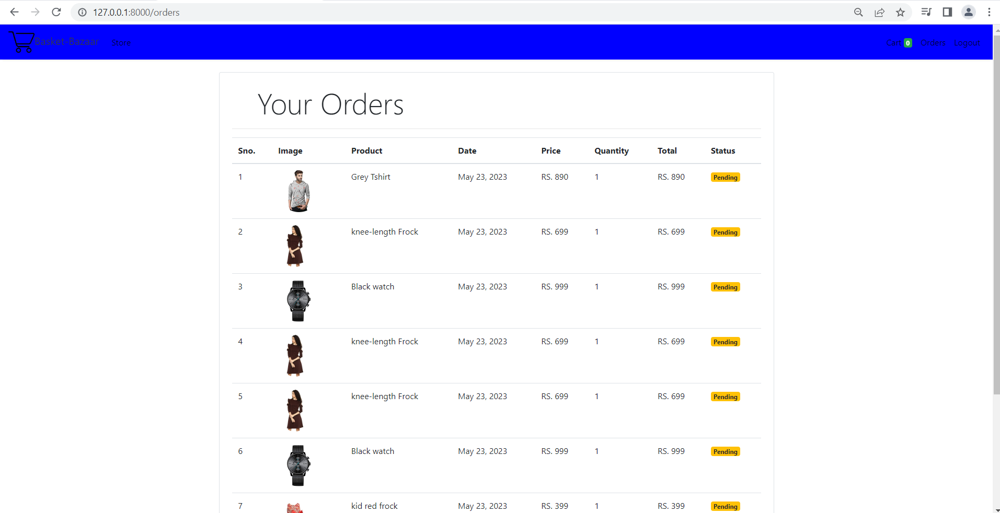 127.0.0.1:8000/orders
Basket-Bazaar Store Cart 0 Orders Logout
Your Orders
Sno. Image Product Date Price Quantity Total Status
1 Grey Tshirt May 23, 2023 RS. 890 1 RS. 890 Pending
2 knee-length Frock May 23, 2023 RS. 699 1 RS. 699 Pending
3 Black watch May 23, 2023 RS. 999 1 RS. 999 Pending
4 knee-length Frock May 23, 2023 RS. 699 1 RS. 699 Pending
5 knee-length Frock May 23, 2023 RS. 699 1 RS. 699 Pending
6 Black watch May 23, 2023 RS. 999 1 RS. 999 Pending
7 kid red frock May 23, 2023 RS. 399 1 RS. 399 Pending